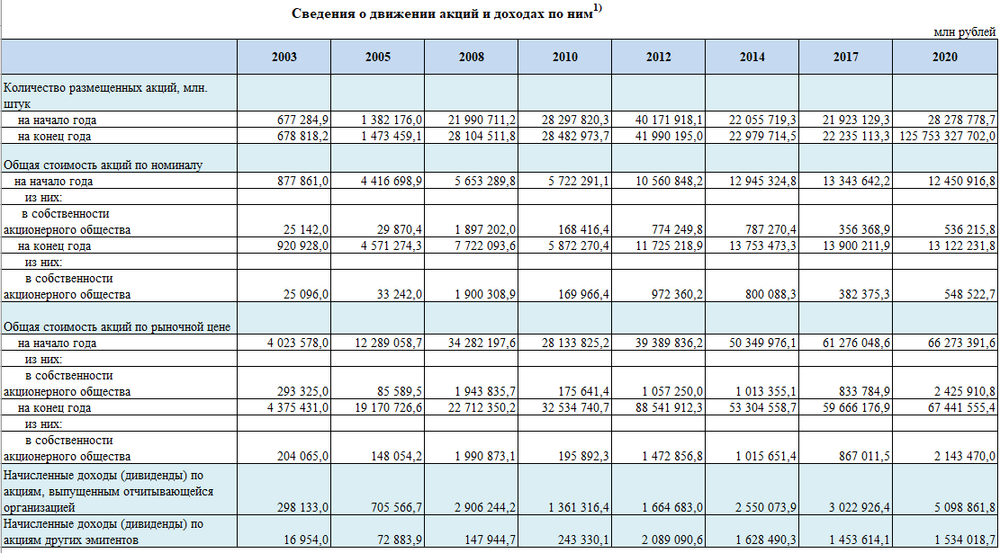 Сведения о движении акций и доходах по ним1)
млн рублей
2003 2005 2008 2010 2012 2014 2017 2020
Количество размещенных акций, млн.
штук
на начало года 677 284,9 1 382 176,0 21 990 711,2 28 297 820,3 40 171 918,1 22 055 719,3 21 923 129,3 28 278 778,7
на конец года 678 818,2 1 473 459,1 28 104 511,8 28 482 973,7 41 990 195,0 22 979 714,5 22 235 113,3 125 753 327 702,0
Общая стоимость акций по номиналу
на начало года 877 861,0 4 416 698,9 5 653 289,8 5 722 291,1 10 560 848,2 12 945 324,8 13 343 642,2 12 450 916,8
из них:
в собственности
акционерного общества 25 142,0 29 870,4 1 897 202,0 168 416,4 774 249,8 787 270,4 356 368,9 536 215,8
на конец года 920 928,0 4 571 274,3 7 722 093,6 5 872 270,4 11 725 218,9 13 753 473,3 13 900 211,9 13 122 231,8
из них:
в собственности
акционерного общества 25 096,0 33 242,0 1 900 308,9 169 966,4 972 360,2 800 088,3 382 375,3 548 522,7
Общая стоимость акций по рыночной цене
на начало года 4 023 578,0 12 289 058,7 34 282 197,6 28 133 825,2 39 389 836,2 50 349 976,1 61 276 048,6 66 273 391,6
из них:
в собственности
акционерного общества 293 325,0 85 589,5 1 943 835,7 175 641,4 1 057 250,0 1 013 355,1 833 784,9 2 425 910,8
на конец года 4 375 431,0 19 170 726,6 22 712 350,2 32 534 740,7 88 541 912,3 53 304 558,7 59 666 176,9 67 441 555,4
из них:
в собственности
акционерного общества 204 065,0 148 054,2 1 990 873,1 195 892,3 1 472 856,8 1 015 651,4 867 011,5 2 143 470,0
Начисленные доходы (дивиденды) по
акциям, выпущенным отчитывающейся
организацией 298 133,0 705 566,7 2 906 244,2 1 361 316,4 1 664 683,0 2 550 073,9 3 022 926,4 5 098 861,8
Начисленные доходы (дивиденды) по
акциям других эмитентов 16 954,0 72 883,9 147 944,7 243 330,1 2 089 090,6 1 628 490,3 1 453 614,1 1 534 018,7